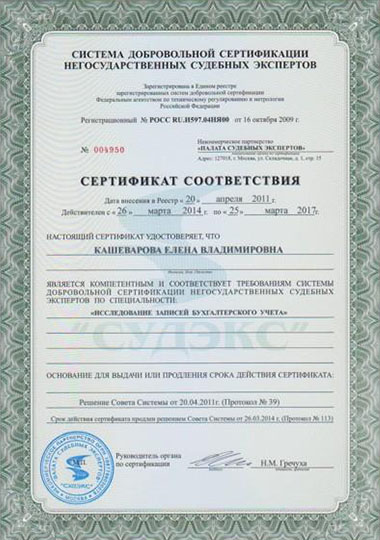 СИСТЕМА ДОБРОВОЛЬНОЙ СЕРТИФИКАЦИИ
НЕГОСУДАРСТВЕННЫХ СУДЕБНЫХ ЭКСПЕРТОВ
Зарегистрирована в Едином реестре
зарегистрированных систем добровольной сертификации
Федеральным агентством по техническому регулированию и метрологии
Российской Федерации
Регистрационный № РОСС RU.И597.04НЯ00 от 16 октября 2009 г.
№ 004950
Некоммерческое партнерство
«ПАЛАТА СУДЕБНЫХ ЭКСПЕРТОВ»
Адрес: 127018, г. Москва, ул. Складочная, д. 1, стр. 15
СЕРТИФИКАТ СООТВЕТСТВИЯ
Дата внесения в Реестр «20» апреля 2011г.
Действителен с «26» марта 2014г. по «25» марта 2017г.
НАСТОЯЩИЙ СЕРТИФИКАТ УДОСТОВЕРЯЕТ, ЧТО
КАШЕВАРОВА ЕЛЕНА ВЛАДИМИРОВНА
Фамилия, Имя, Отчество
ЯВЛЯЕТСЯ КОМПЕТЕНТНЫМ И СООТВЕТСТВУЕТ ТРЕБОВАНИЯМ СИСТЕМЫ
ДОБРОВОЛЬНОЙ СЕРТИФИКАЦИИ НЕГОСУДАРСТВЕННЫХ СУДЕБНЫХ
ЭКСПЕРТОВ ПО СПЕЦИАЛЬНОСТИ:
«ИССЛЕДОВАНИЕ ЗАПИСЕЙ БУХГАЛТЕРСКОГО УЧЕТА»
"СУДЭКС"
ОСНОВАНИЕ ДЛЯ ВЫДАЧИ ИЛИ ПРОДЛЕНИЯ СРОКА ДЕЙСТВИЯ СЕРТИФИКАТА:
Решение Совета Системы от 20.04.2011г. (Протокол № 39)
Срок действия сертификата продлен решением Совета Системы от 26.03.2014 г. (Протокол № 113)
Руководитель органа
по сертификации
Н.М. Гречуха
М.П.
"СУДЭКС"
МОСКВА